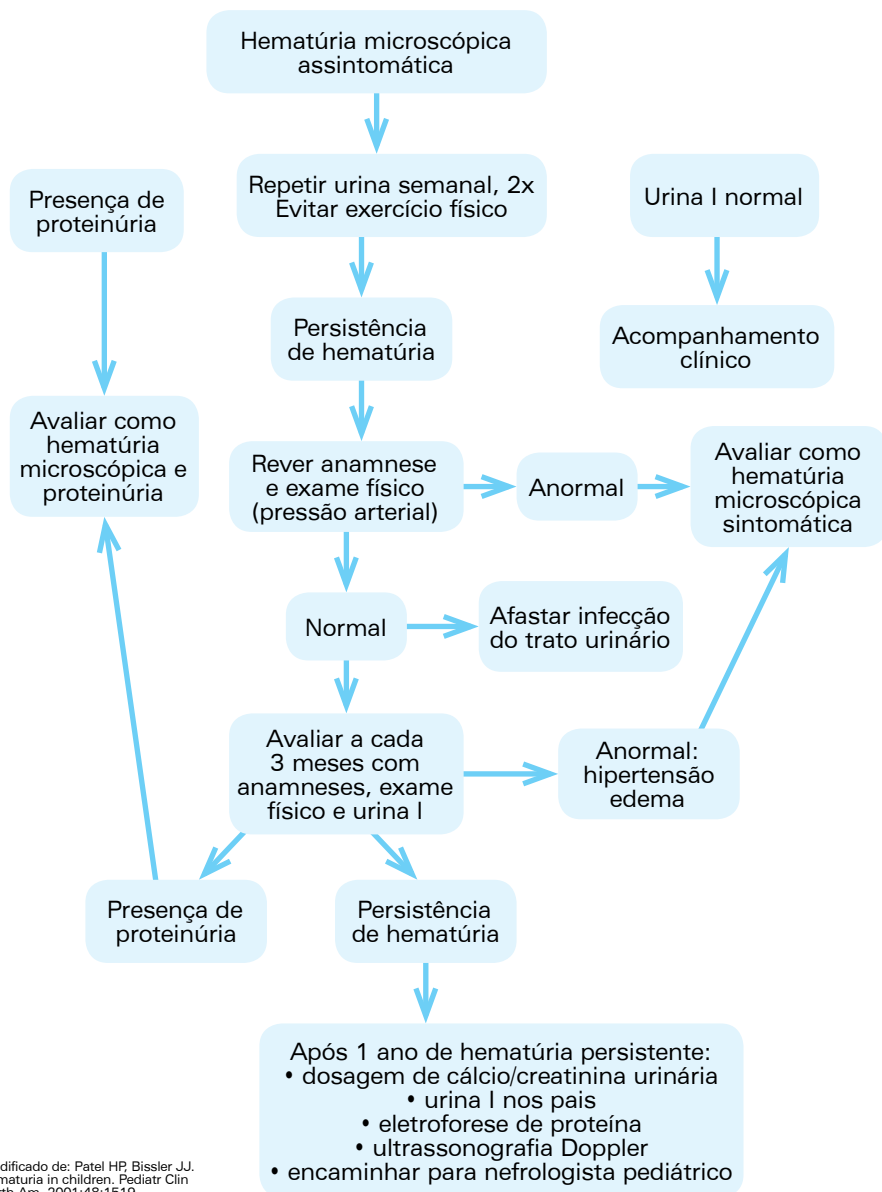 Hematúria microscópica
assintomática
Presença de
proteinúria
Repetir urina semanal, 2x
Evitar exercício físico
Urina I normal
Persistência
de hematúria
Acompanhamento
clínico
Avaliar como
hematúria
microscópica e
proteinúria
Rever anamnese
e exame físico
(pressão arterial)
Anormal
Avaliar como
hematúria
microscópica
sintomática
Normal
Afastar infecção
do trato urinário
Avaliar a cada
3 meses com
anamneses, exame
físico e urina I
Anormal:
hipertensão
edema
Presença de
proteinúria
Persistência
de hematúria
Após 1 ano de hematúria persistente:
• dosagem de cálcio/creatinina urinária
• urina I nos pais
• eletroforese de proteína
• ultrassonografia Doppler
• encaminhar para nefrologista pediátrico
dificado de: Patel HP, Bissler JJ.
maturia in children. Pediatr Clin